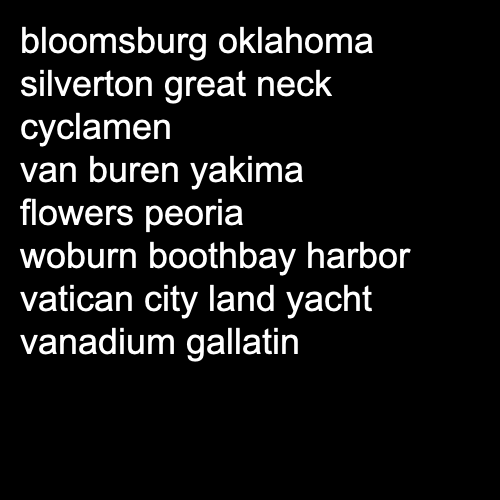 bloomsburg oklahoma
silverton great neck
cyclamen
van buren yakima
flowers peoria
woburn boothbay harbor
vatican city land yacht
vanadium gallatin